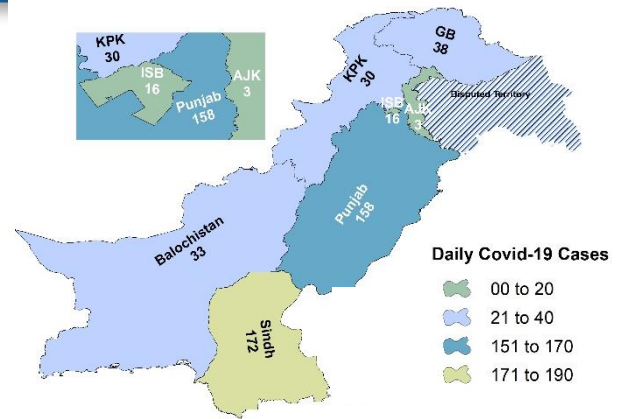 KPK
30
ISB
16
Punjab
158
AJK
3
GB
38
KPK
30
ISB
16
AJK
3
Disputed Territory
Punjab
158
Balochistan
33
Sindh
172
Daily Covid-19 Cases
00 to 20
21 to 40
151 to 170
171 to 190